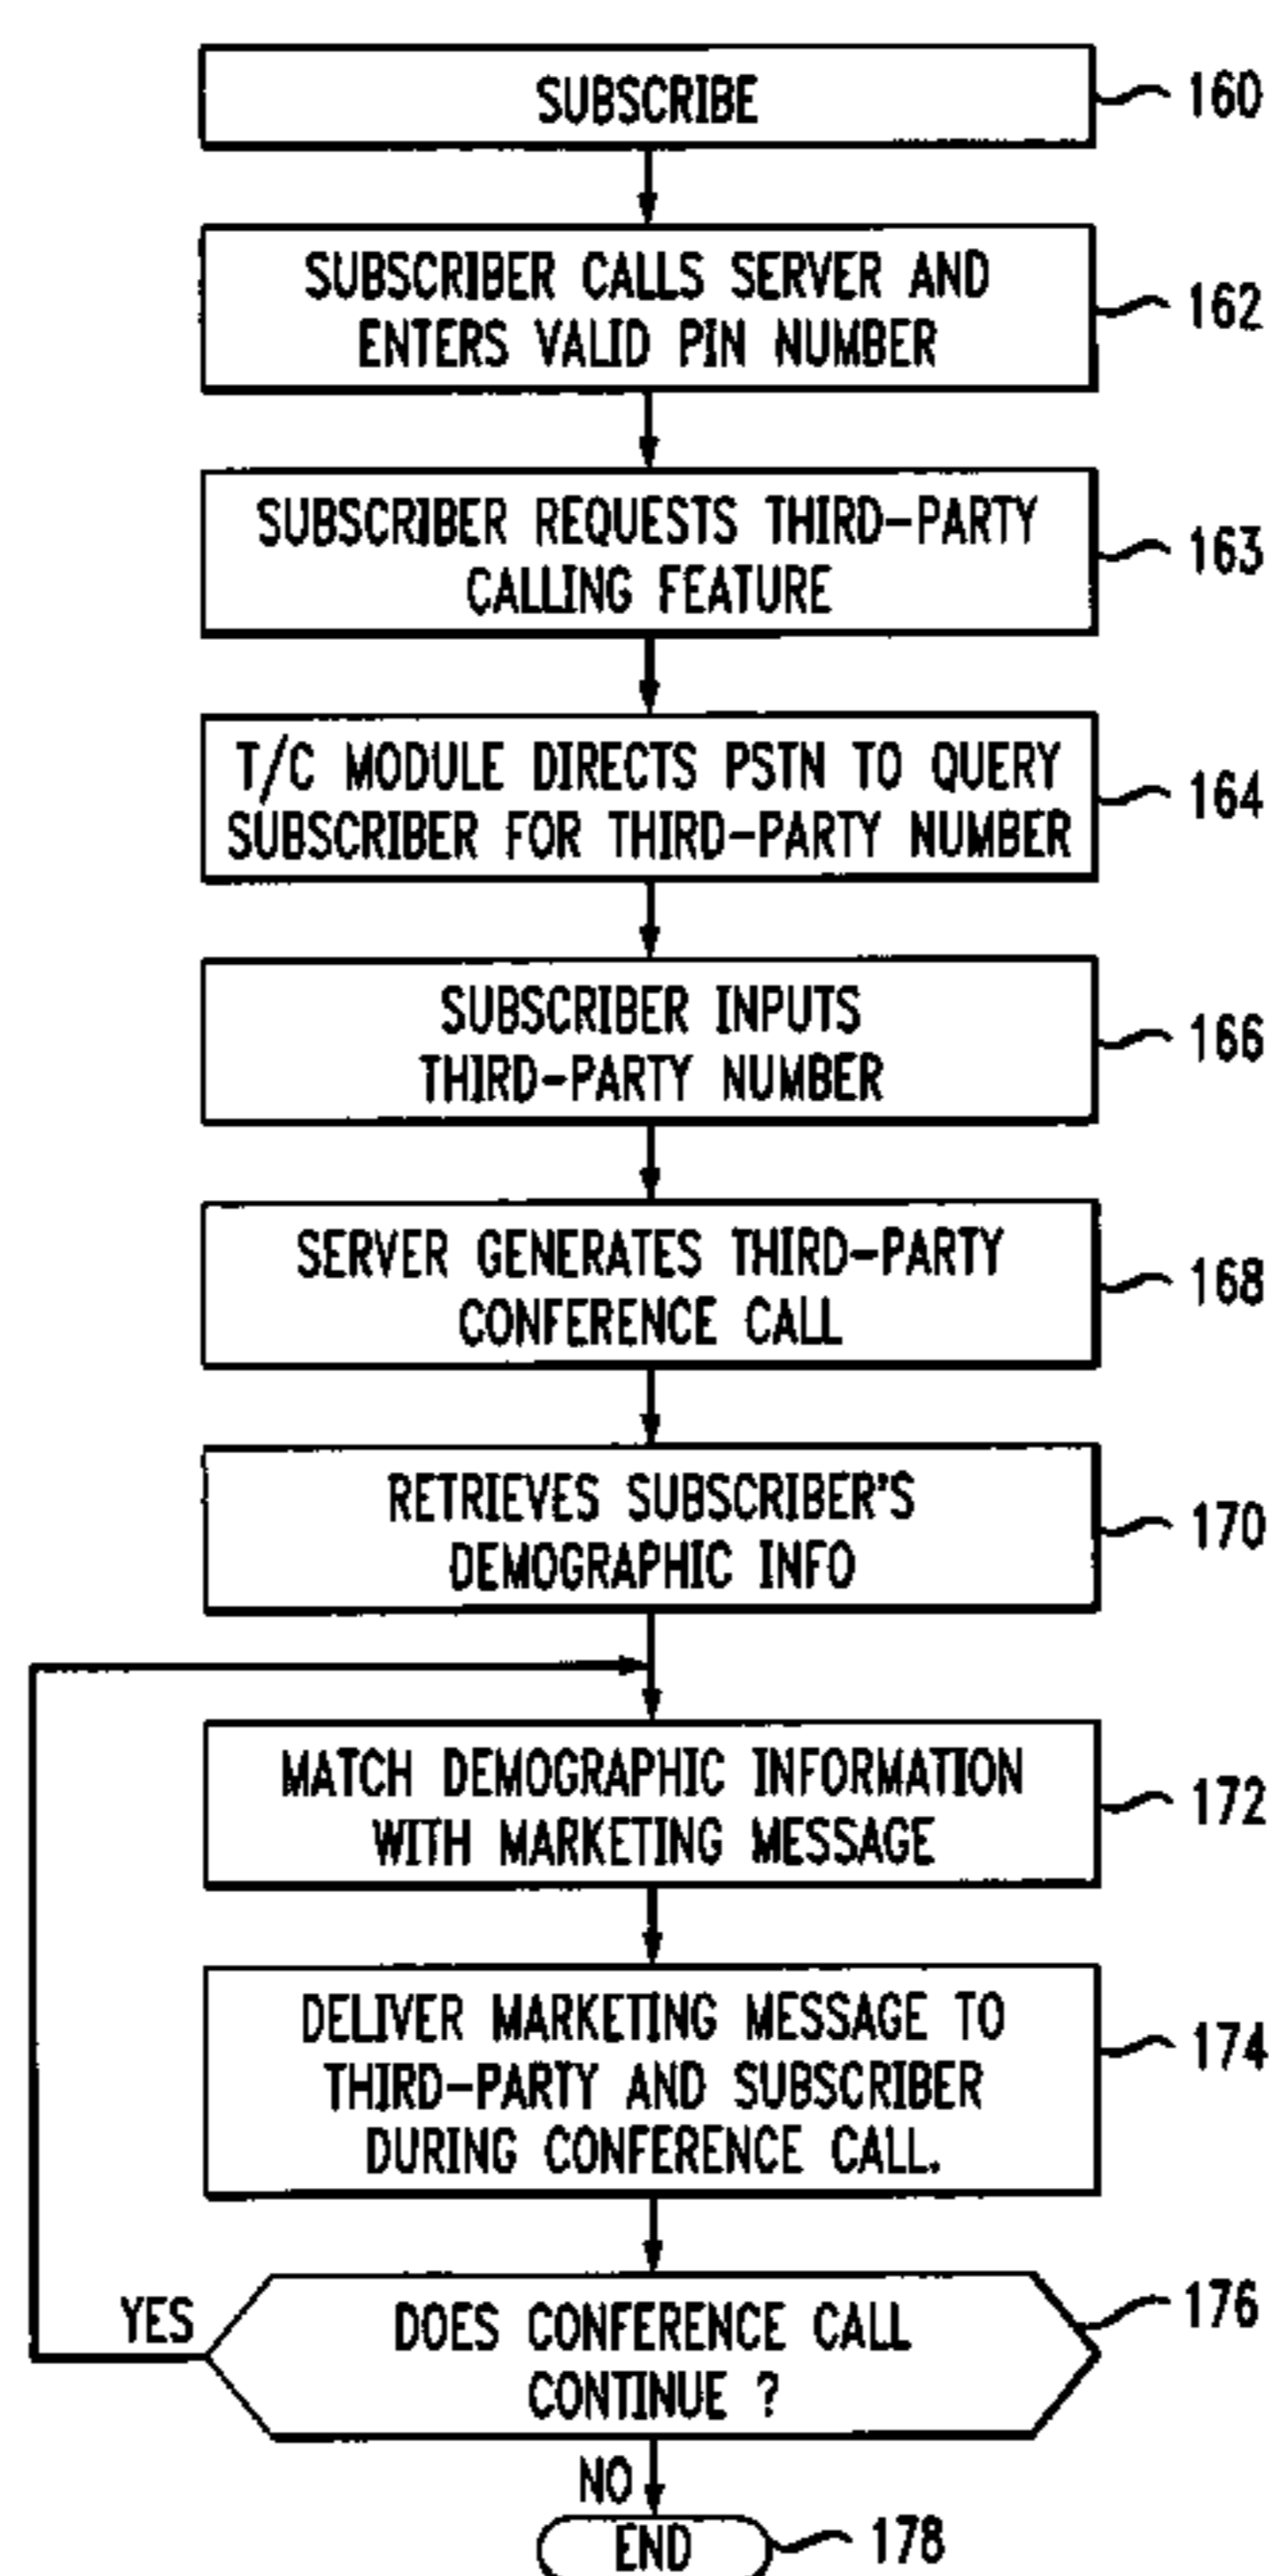 SUBSCRIBE
160
SUBSCRIBER CALLS SERVER AND
ENTERS VALID PIN NUMBER
162
SUBSCRIBER REQUESTS THIRD-PARTY
CALLING FEATURE
163
T/C MODULE DIRECTS PSTN TO QUERY
SUBSCRIBER FOR THIRD-PARTY NUMBER
164
SUBSCRIBER INPUTS
THIRD-PARTY NUMBER
166
SERVER GENERATES THIRD-PARTY
CONFERENCE CALL
168
RETRIEVES SUBSCRIBER'S
DEMOGRAPHIC INFO
170
MATCH DEMOGRAPHIC INFORMATION
WITH MARKETING MESSAGE
172
DELIVER MARKETING MESSAGE TO
THIRD-PARTY AND SUBSCRIBER
DURING CONFERENCE CALL.
174
YES
DOES CONFERENCE CALL
CONTINUE ?
176
NO
END
178